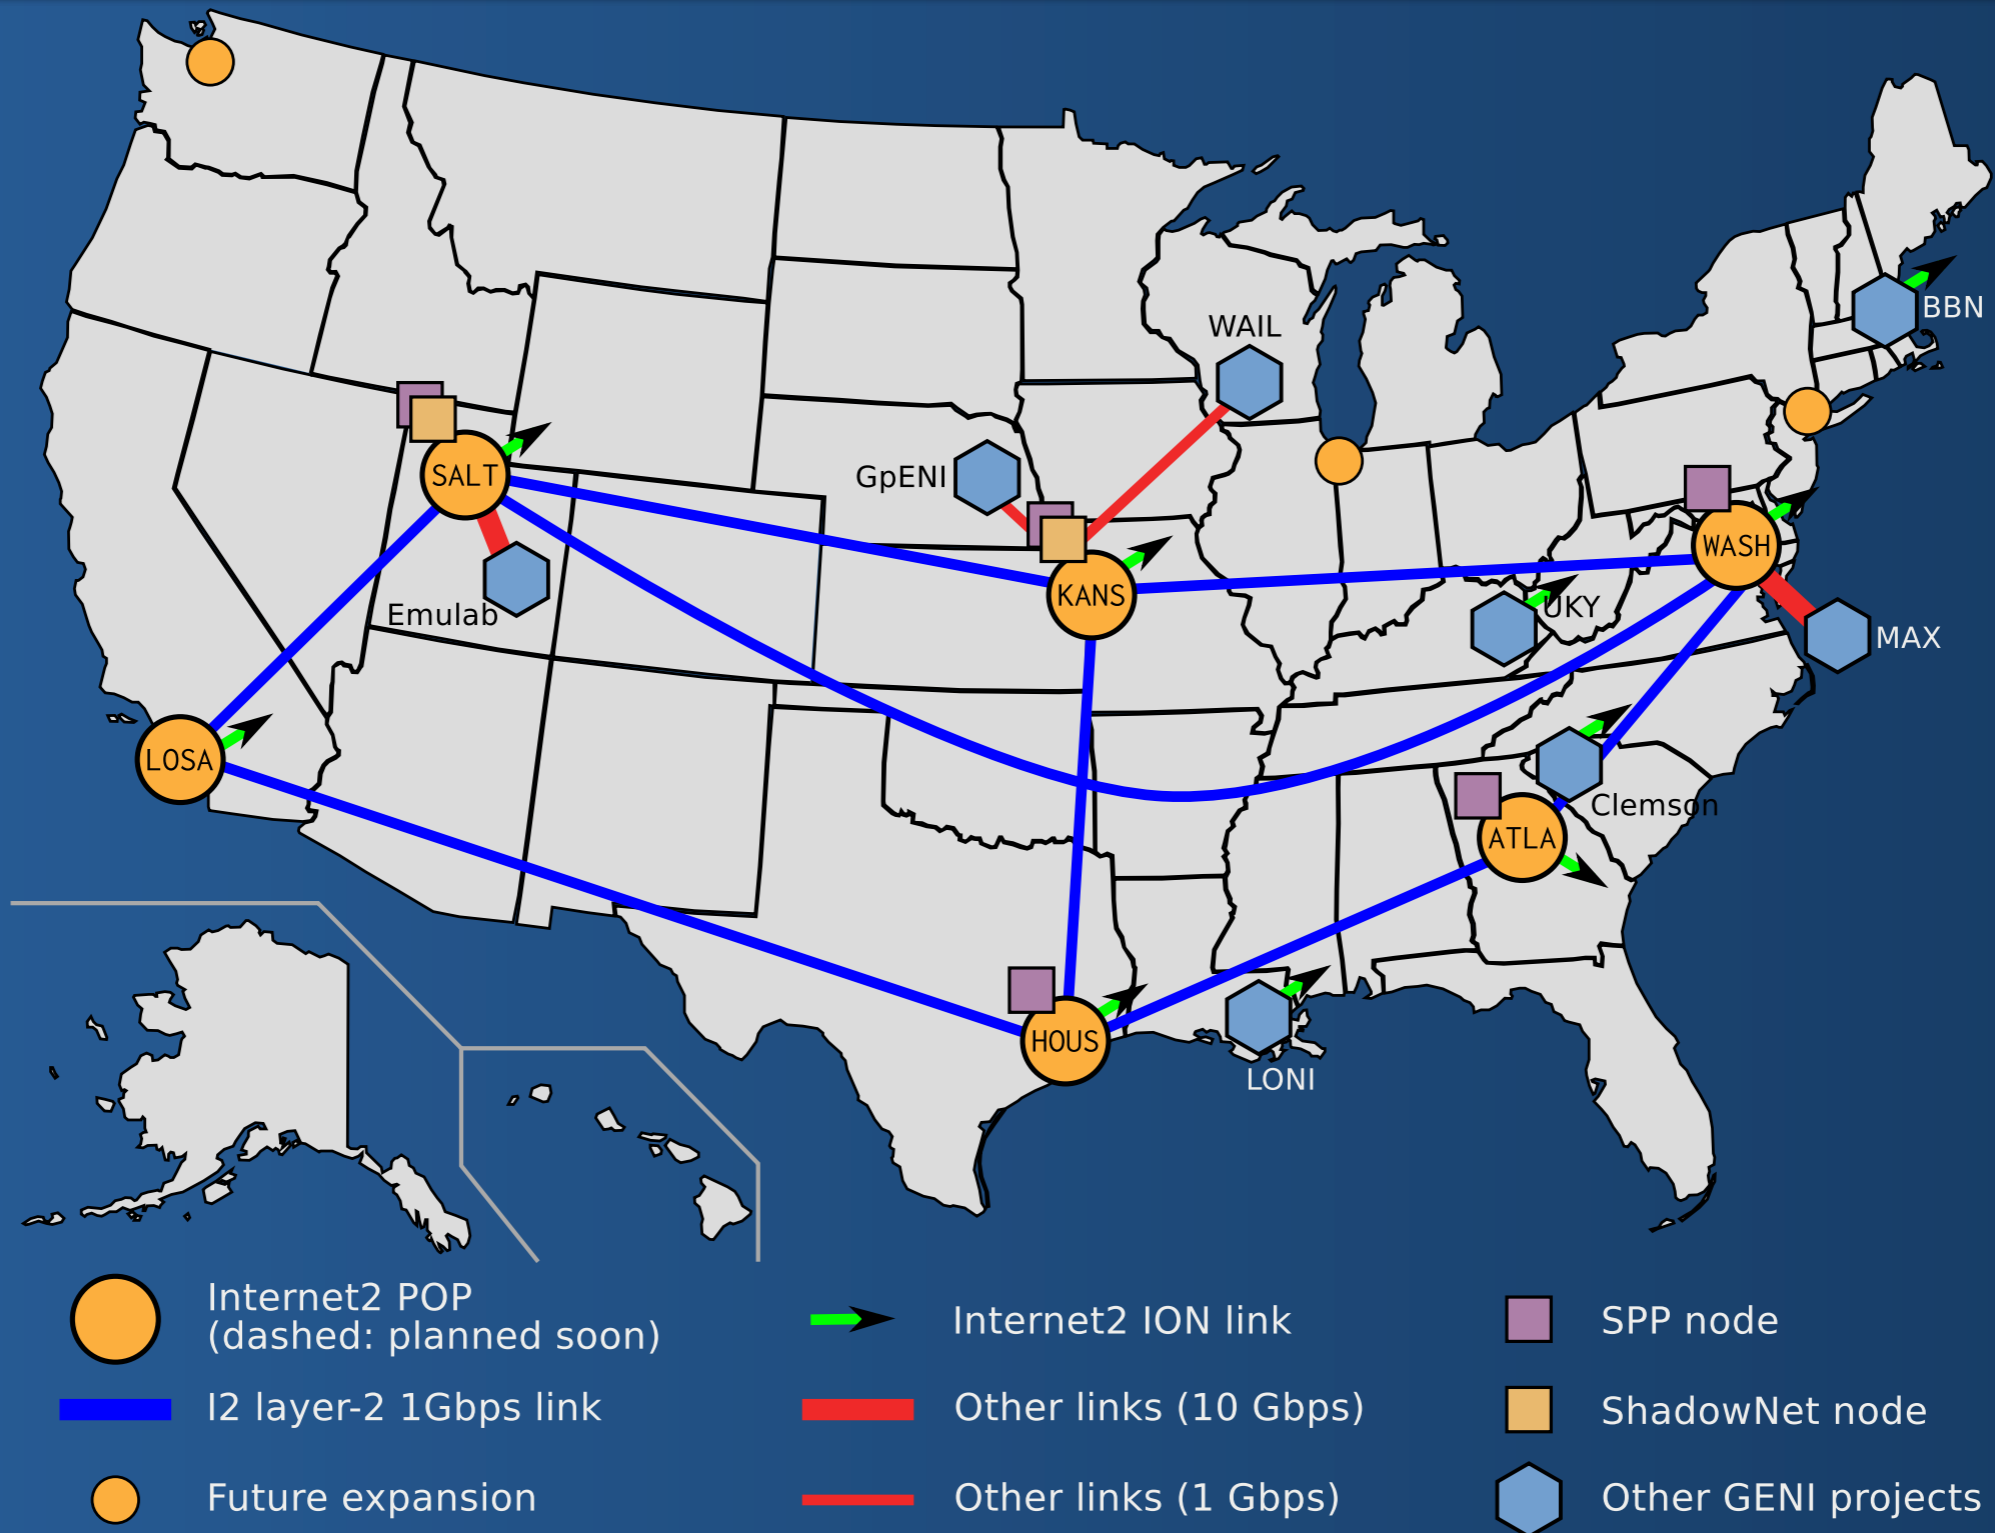 BBN
WAIL
SALT
GpENI
WASH
KANS
Emulab
UKY
MAX
LOSA
Clemson
ATLA
HOUS
LONI
Internet2 POP
(dashed: planned soon)
Internet2 ION link
SPP node
I2 layer-2 1Gbps link
Other links (10 Gbps)
ShadowNet node
Future expansion
Other links (1 Gbps)
Other GENI projects